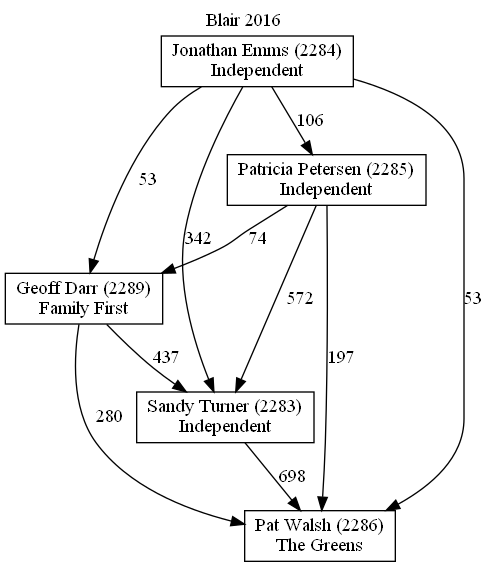 Blair 2016
Jonathan Emms (2284)
Independent
106
Patricia Petersen (2285)
Independent
53
342
74
Geoff Darr (2289)
Family First
572
53
197
437
Sandy Turner (2283)
Independent
280
698
Pat Walsh (2286)
The Greens